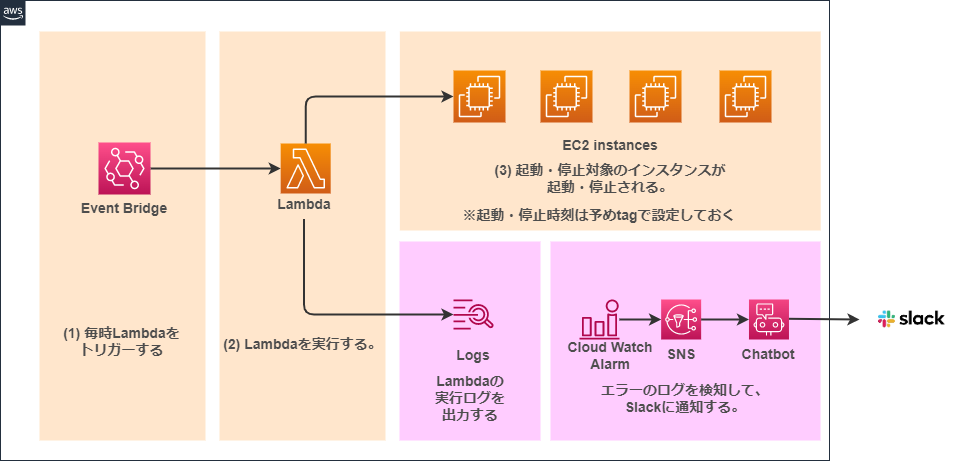 aws
Event Bridge
(1) 毎時Lambdaを
トリガーする
Lambda
(2) Lambdaを実行する。
EC2 instances
(3) 起動・停止対象のインスタンスが
起動・停止される。
※起動・停止時刻は予めtagで設定しておく
Logs
Lambdaの
実行ログを
出力する
Cloud Watch
Alarm
SNS
Chatbot
エラーのログを検知して、
Slackに通知する。
slack